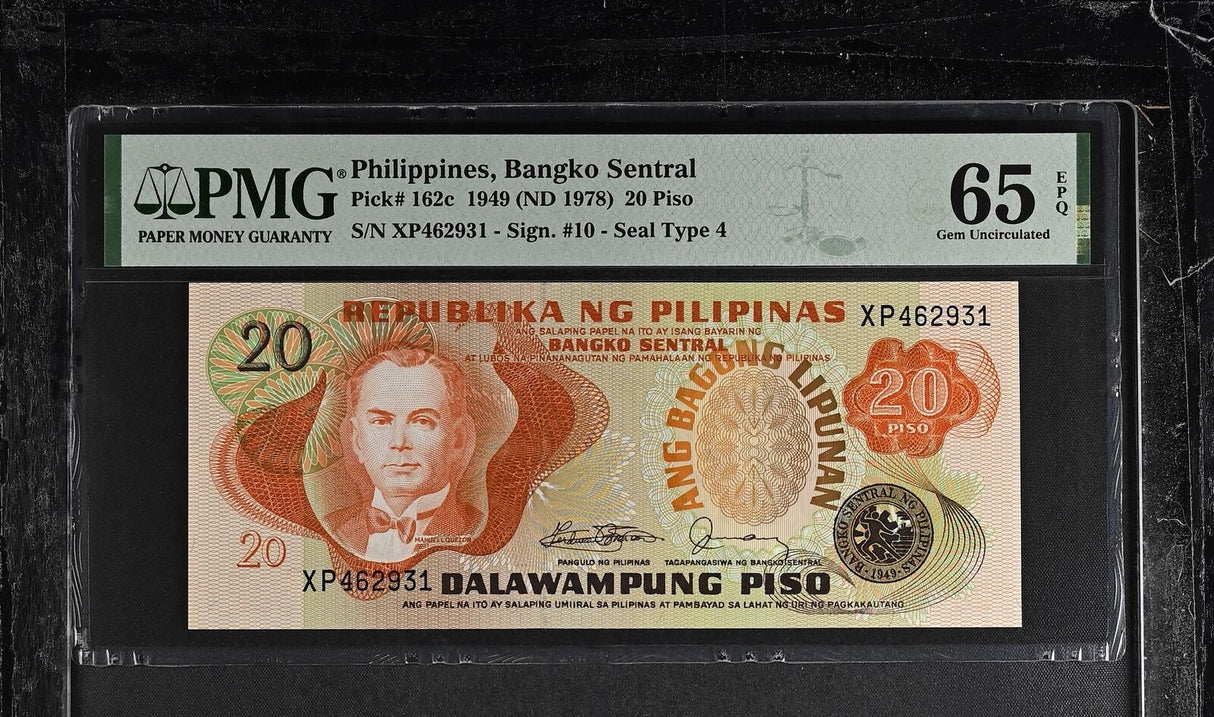 PMG®
PAPER MONEY GUARANTY
Philippines, Bangko Sentral
Pick# 162c 1949 (ND 1978) 20 Piso
S/N XP462931 - Sign. #10 - Seal Type 4
65
EPQ
Gem Uncirculated
REPUBLIKA NG PILIPINAS
XP462931
20
ANG SALAPING PAPEL NA ITO AY ISANG BAYARIN NG
BANGKO SENTRAL
AT LUBOS NA PINANANAGUTAN NG PAMAHALAAN NG REPUBLIKA NG PILIPINAS
ANG BAGONG LIPUNAN
20
PISO
BANGKO SENTRAL NG PILIPINAS
-1949-
20
MANUEL L. QUEZON
PANGULO NG PILIPINAS
TAGAPANGASIWA NG BANGKO SENTRAL
XP462931
DALAWAMPUNG PISO
ANG PAPEL NA ITO AY SALAPING UMIIRAL SA PILIPINAS AT PAMBAYAD SA LAHAT NG URI NG PAGKAKAUTANG